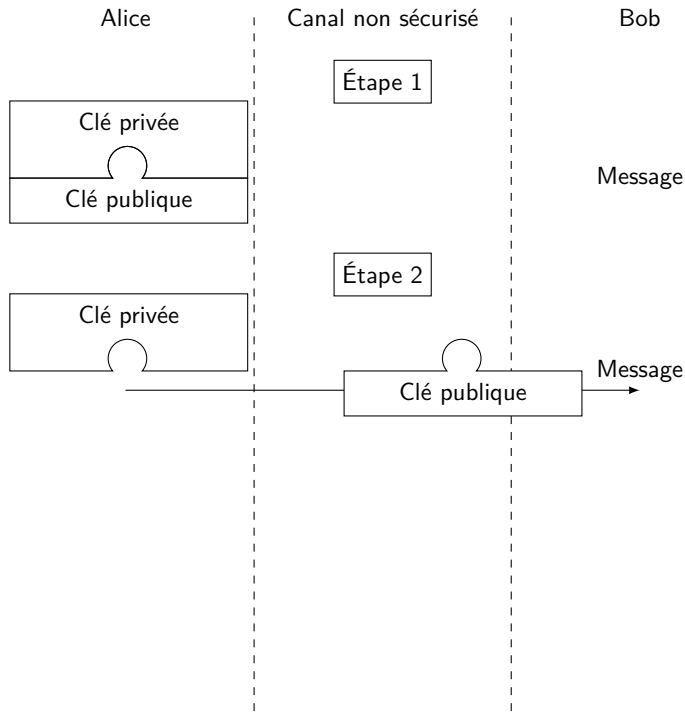 Alice
Canal non sécurisé
Bob
Étape 1
Clé privée
Message
Clé publique
Étape 2
Clé privée
Message
Clé publique